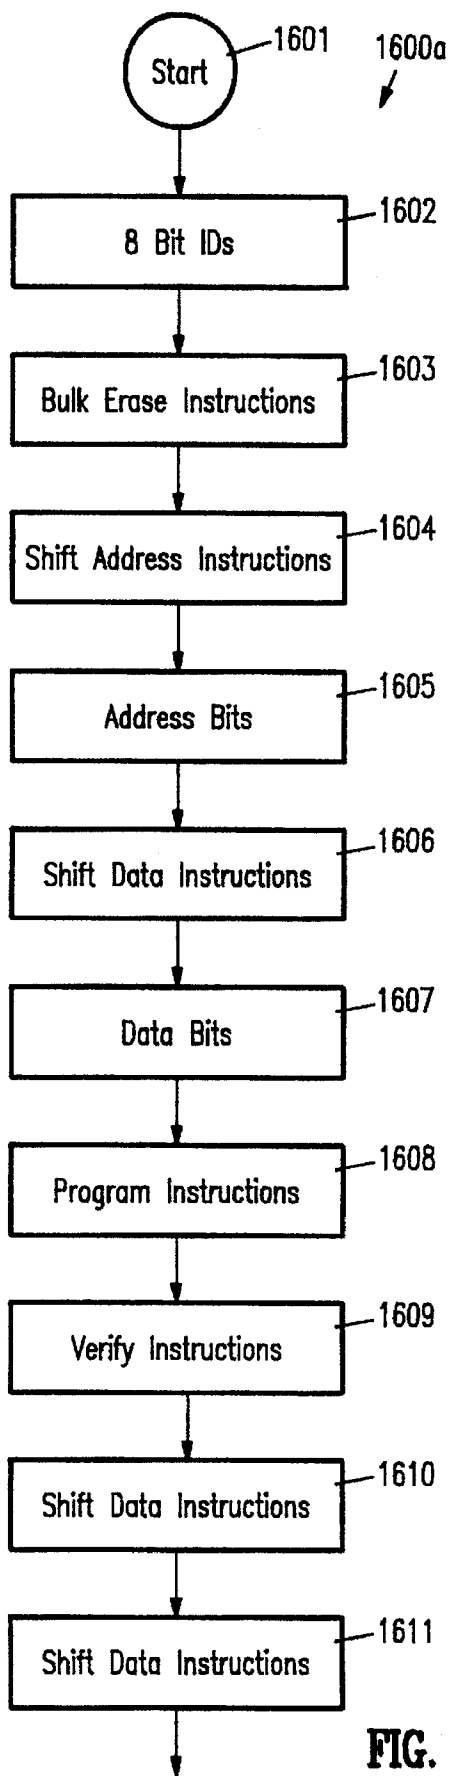 Start
1601
1600a
8 Bit IDs
1602
Bulk Erase Instructions
1603
Shift Address Instructions
1604
Address Bits
1605
Shift Data Instructions
1606
Data Bits
1607
Program Instructions
1608
Verify Instructions
1609
Shift Data Instructions
1610
Shift Data Instructions
1611
FIG.